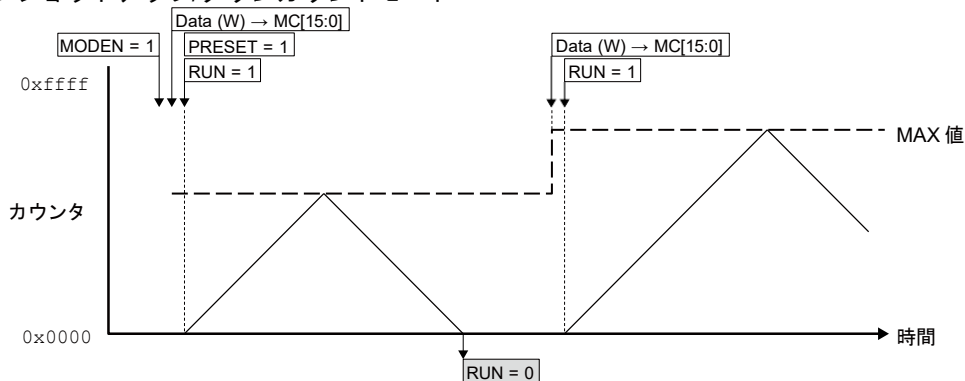 Data (W) → MC[15:0]
MODEN = 1
PRESET = 1
Data (W) → MC[15:0]
RUN = 1
RUN = 1
0xffff
MAX 値
カウンタ
0x0000
時間
RUN = 0